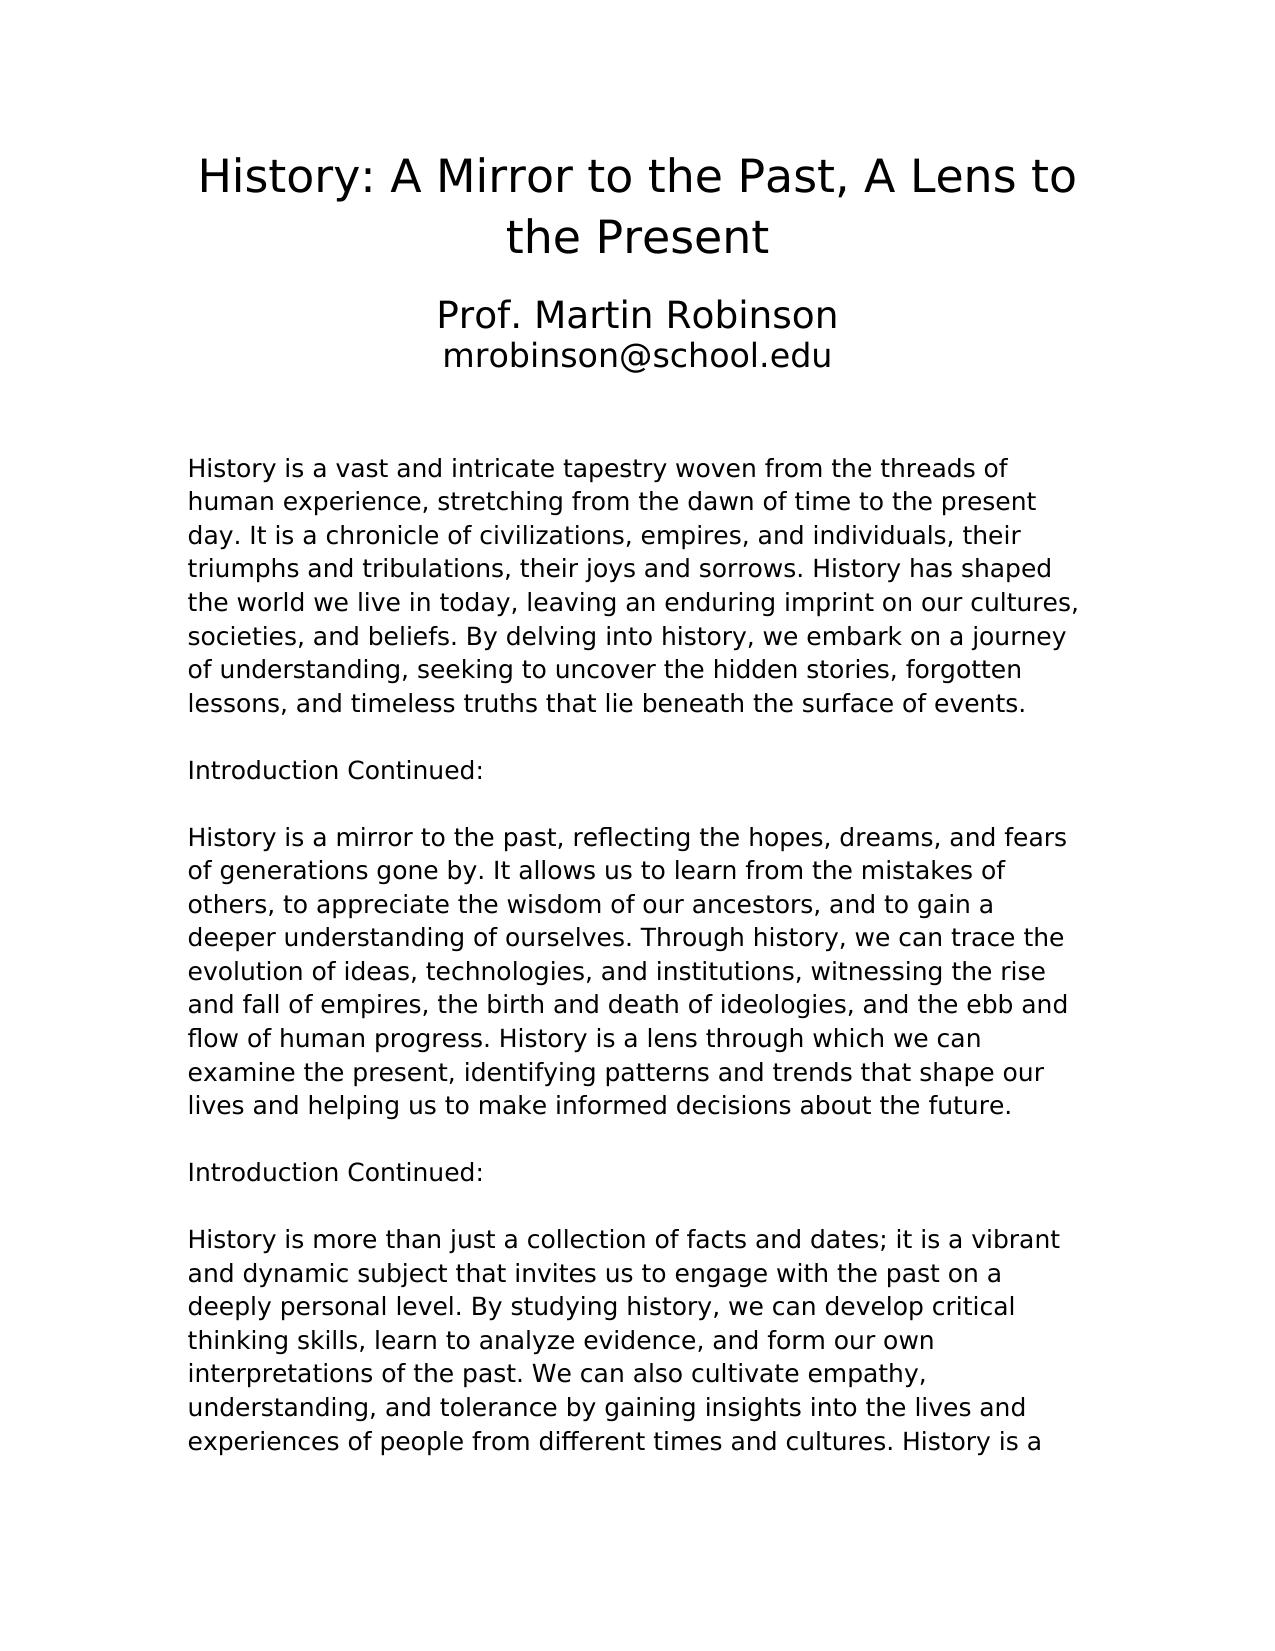 History: A Mirror to the Past, A Lens to
the Present
Prof. Martin Robinson
mrobinson@school.edu
History is a vast and intricate tapestry woven from the threads of
human experience, stretching from the dawn of time to the present
day. It is a chronicle of civilizations, empires, and individuals, their
triumphs and tribulations, their joys and sorrows. History has shaped
the world we live in today, leaving an enduring imprint on our cultures,
societies, and beliefs. By delving into history, we embark on a journey
of understanding, seeking to uncover the hidden stories, forgotten
lessons, and timeless truths that lie beneath the surface of events.
Introduction Continued:
History is a mirror to the past, reflecting the hopes, dreams, and fears
of generations gone by. It allows us to learn from the mistakes of
others, to appreciate the wisdom of our ancestors, and to gain a
deeper understanding of ourselves. Through history, we can trace the
evolution of ideas, technologies, and institutions, witnessing the rise
and fall of empires, the birth and death of ideologies, and the ebb and
flow of human progress. History is a lens through which we can
examine the present, identifying patterns and trends that shape our
lives and helping us to make informed decisions about the future.
Introduction Continued:
History is more than just a collection of facts and dates; it is a vibrant
and dynamic subject that invites us to engage with the past on a
deeply personal level. By studying history, we can develop critical
thinking skills, learn to analyze evidence, and form our own
interpretations of the past. We can also cultivate empathy,
understanding, and tolerance by gaining insights into the lives and
experiences of people from different times and cultures. History is a